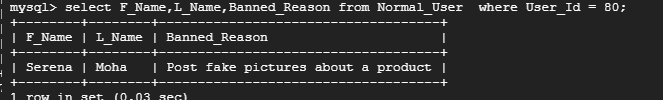 mysql> select F_Name,L_Name,Banned_Reason from Normal_User  where User_Id = 80;
+--------+--------+-----------------------------------+
| F_Name | L_Name | Banned_Reason                     |
+--------+--------+-----------------------------------+
| Serena | Moha   | Post fake pictures about a product |
+--------+--------+-----------------------------------+
1 row in set (0.03 sec)